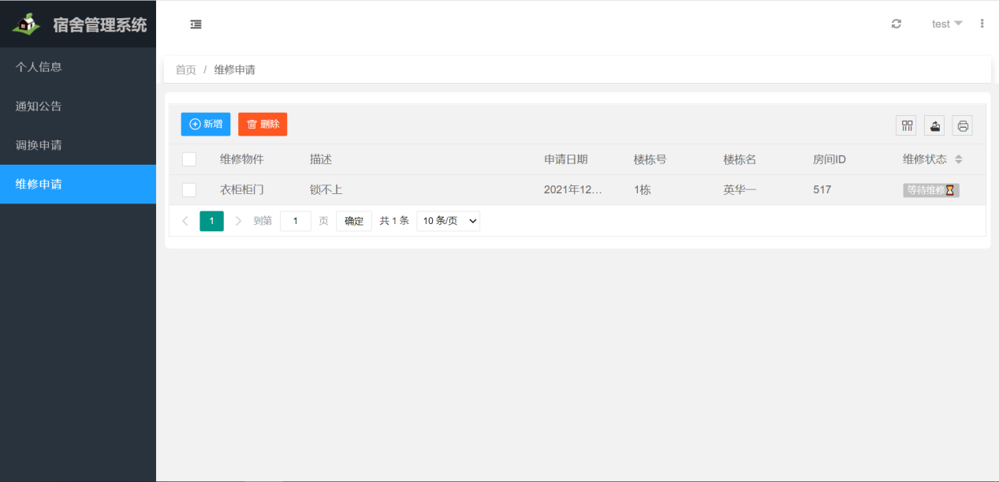 宿舍管理系统
test
个人信息
通知公告
调换申请
维修申请
首页 / 维修申请
新增 删除
维修物件 描述 申请日期 楼栋号 楼栋名 房间ID 维修状态
衣柜柜门 锁不上 2021年12... 1栋 英华一 517 等待维修⏳
1 到第 1 页 确定 共 1 条 10 条/页